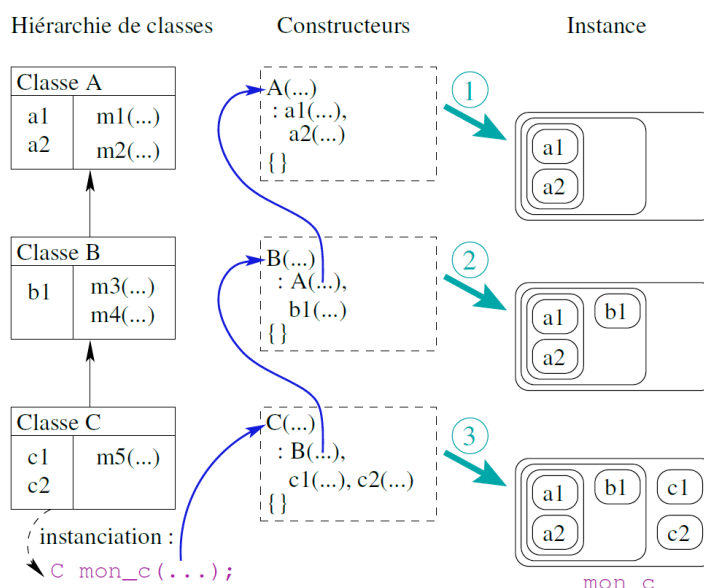 Hiérarchie de classes
Constructeurs
Instance
Classe A
a1 m1(...)
a2 m2(...)
A(...)
: a1(...),
a2(...)
{}
1
a1
a2
Classe B
b1 m3(...)
m4(...)
B(...)
: A(...),
b1(...)
{}
2
a1 b1
a2
Classe C
c1 m5(...)
c2
C(...)
: B(...),
c1(...), c2(...)
{}
3
a1 b1 c1
a2 c2
instanciation :
C mon_c(...);
mon_c